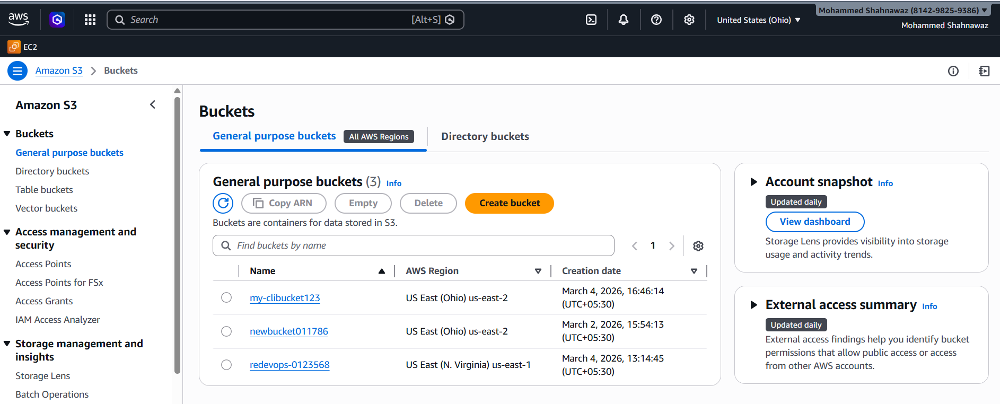 aws
Search
[Alt+S]
United States (Ohio)
Mohammed Shahnawaz (8142-9825-9386)
Mohammed Shahnawaz
EC2
Amazon S3
Buckets
Amazon S3
Buckets
General purpose buckets
Directory buckets
Table buckets
Vector buckets
Access management and
security
Access Points
Access Points for FSx
Access Grants
IAM Access Analyzer
Storage management and
insights
Storage Lens
Batch Operations
Buckets
General purpose buckets
All AWS Regions
Directory buckets
General purpose buckets (3) Info
Copy ARN
Empty
Delete
Create bucket
Buckets are containers for data stored in S3.
Find buckets by name
1
Name
AWS Region
Creation date
my-clibucket123
US East (Ohio) us-east-2
March 4, 2026, 16:46:14
(UTC+05:30)
newbucket011786
US East (Ohio) us-east-2
March 2, 2026, 15:54:13
(UTC+05:30)
redevops-0123568
US East (N. Virginia) us-east-1
March 4, 2026, 13:14:45
(UTC+05:30)
Account snapshot Info
Updated daily
View dashboard
Storage Lens provides visibility into storage
usage and activity trends.
External access summary Info
Updated daily
External access findings help you identify bucket
permissions that allow public access or access
from other AWS accounts.